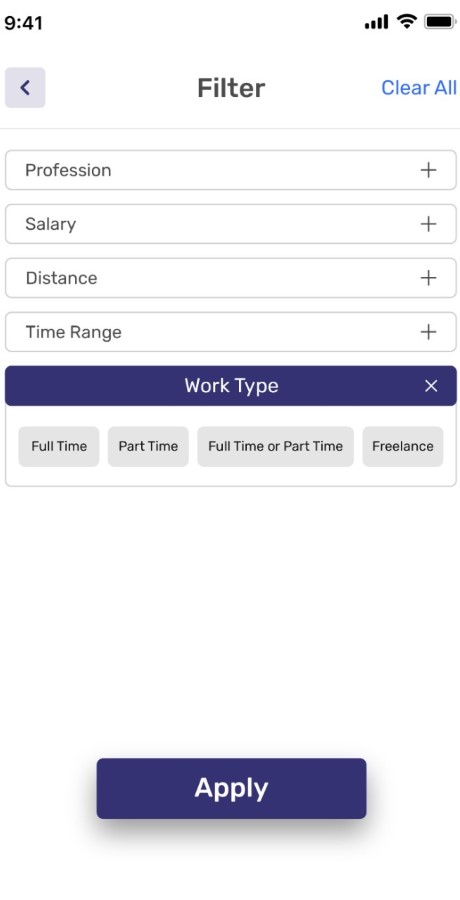 9:41
Filter Clear All
Profession
Salary
Distance
Time Range
Work Type
Full Time Part Time Full Time or Part Time Freelance
Apply